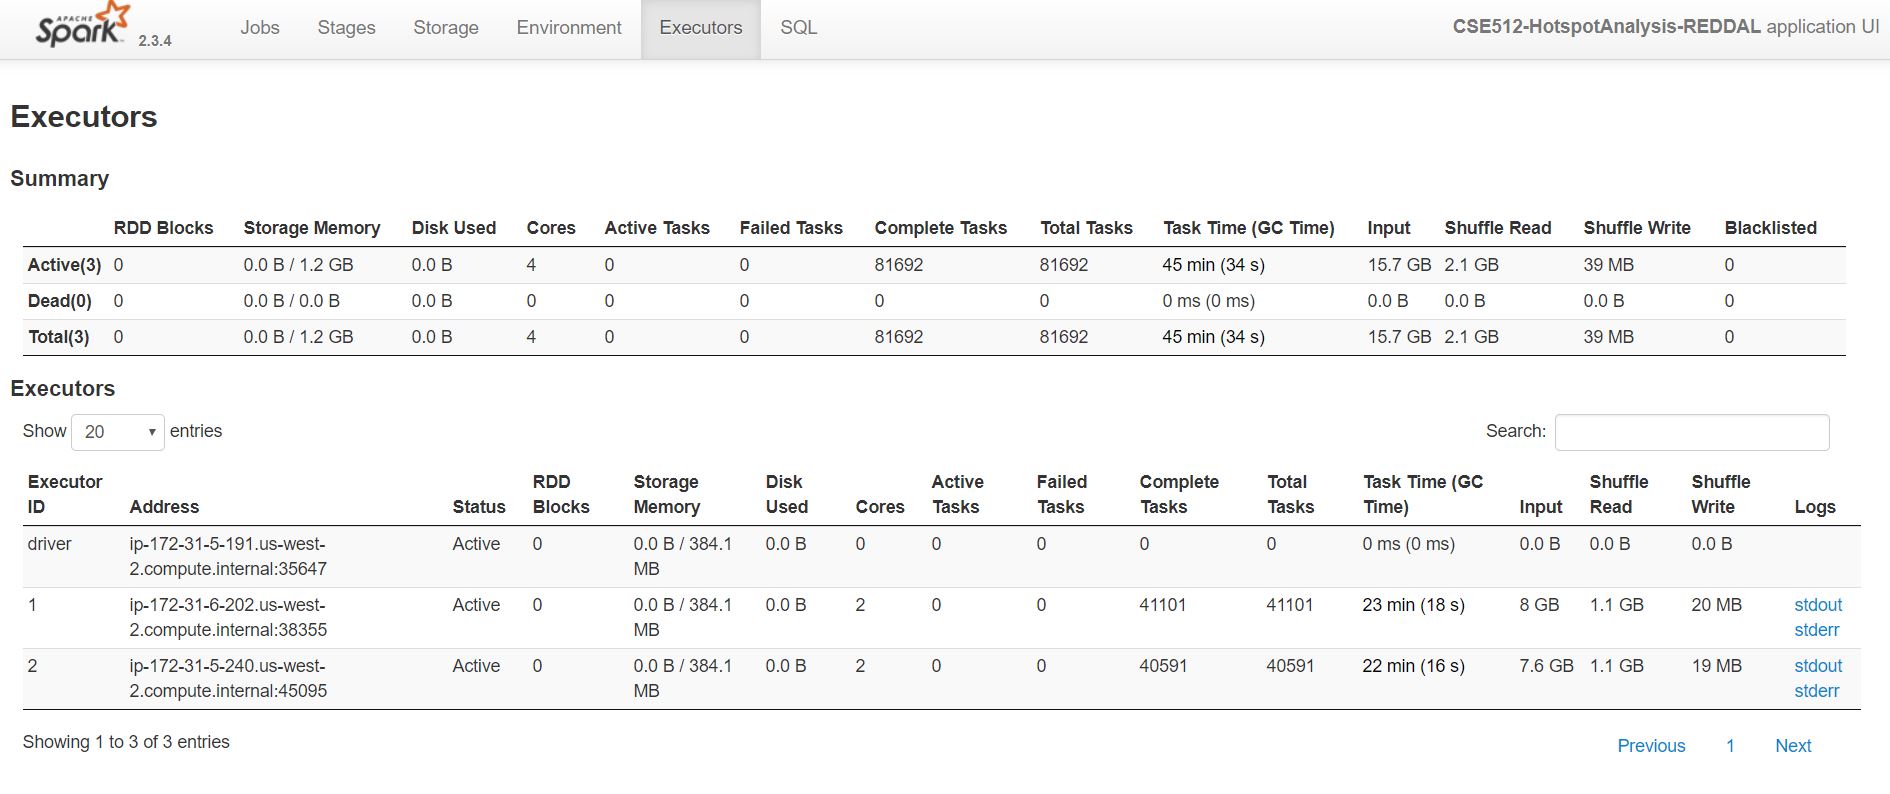 APACHE
Spark 2.3.4 Jobs Stages Storage Environment Executors SQL CSE512-HotspotAnalysis-REDDAL application UI
Executors
Summary
RDD Blocks Storage Memory Disk Used Cores Active Tasks Failed Tasks Complete Tasks Total Tasks Task Time (GC Time) Input Shuffle Read Shuffle Write Blacklisted
Active(3) 0 0.0 B / 1.2 GB 0.0 B 4 0 0 81692 81692 45 min (34 s) 15.7 GB 2.1 GB 39 MB 0
Dead(0) 0 0.0 B / 0.0 B 0.0 B 0 0 0 0 0 0 ms (0 ms) 0.0 B 0.0 B 0.0 B 0
Total(3) 0 0.0 B / 1.2 GB 0.0 B 4 0 0 81692 81692 45 min (34 s) 15.7 GB 2.1 GB 39 MB 0
Executors
Show 20 entries Search:
Executor RDD Storage Disk Active Failed Complete Total Task Time (GC Shuffle Shuffle
ID Address Status Blocks Memory Used Cores Tasks Tasks Tasks Tasks Time) Input Read Write Logs
driver ip-172-31-5-191.us-west- Active 0 0.0 B / 384.1 0.0 B 0 0 0 0 0 0 ms (0 ms) 0.0 B 0.0 B 0.0 B
2.compute.internal:35647 MB
1 ip-172-31-6-202.us-west- Active 0 0.0 B / 384.1 0.0 B 2 0 0 41101 41101 23 min (18 s) 8 GB 1.1 GB 20 MB stdout
2.compute.internal:38355 MB stderr
2 ip-172-31-5-240.us-west- Active 0 0.0 B / 384.1 0.0 B 2 0 0 40591 40591 22 min (16 s) 7.6 GB 1.1 GB 19 MB stdout
2.compute.internal:45095 MB stderr
Showing 1 to 3 of 3 entries Previous 1 Next